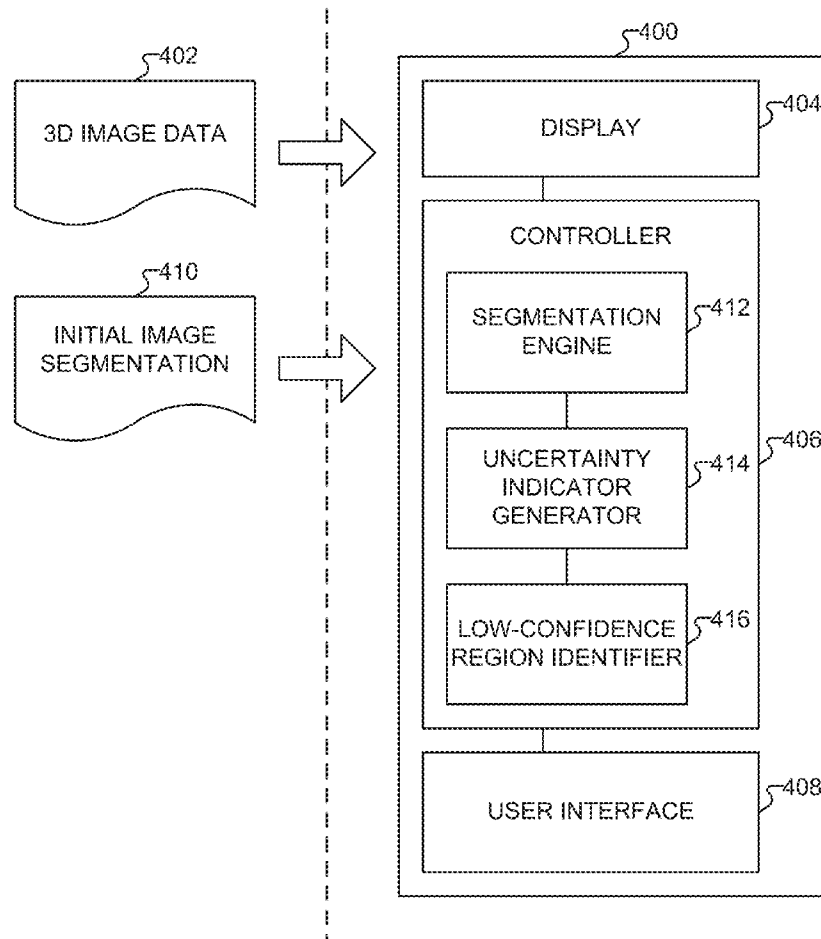 402
3D IMAGE DATA
410
INITIAL IMAGE
SEGMENTATION
400
DISPLAY
404
CONTROLLER
SEGMENTATION
ENGINE
412
406
UNCERTAINTY
INDICATOR
GENERATOR
414
LOW-CONFIDENCE
REGION IDENTIFIER
416
USER INTERFACE
408